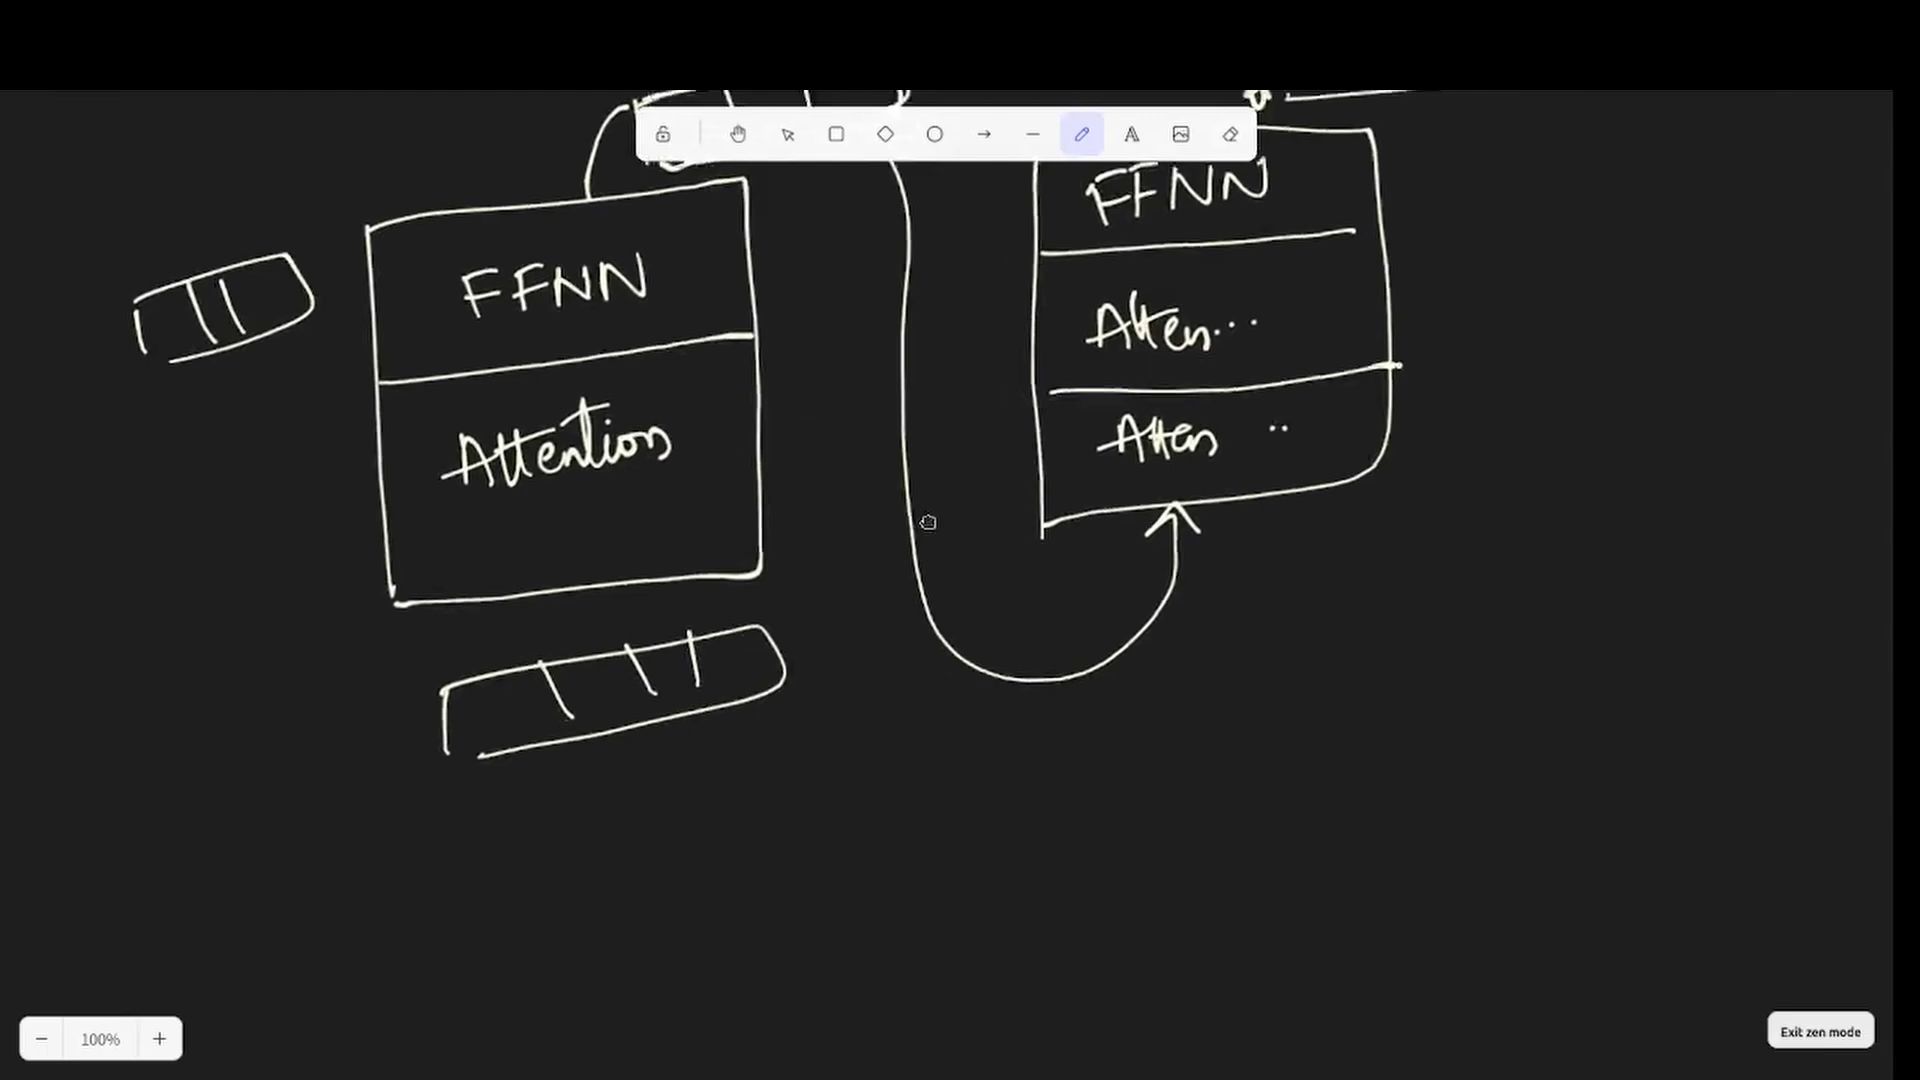 FFNN
Attention
FFNN
Atten...
Atten ..
100%
Exit zen mode